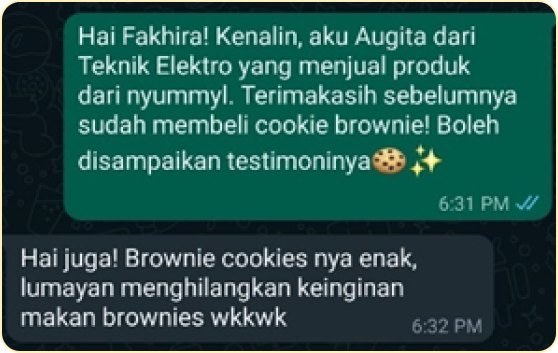 Hai Fakhira! Kenalin, aku Augita dari
Teknik Elektro yang menjual produk
dari nyummyl. Terimakasih sebelumnya
sudah membeli cookie brownie! Boleh
disampaikan testimoninya🍪✨
6:31 PM
Hai juga! Brownie cookies nya enak,
lumayan menghilangkan keinginan
makan brownies wkkwk
6:32 PM